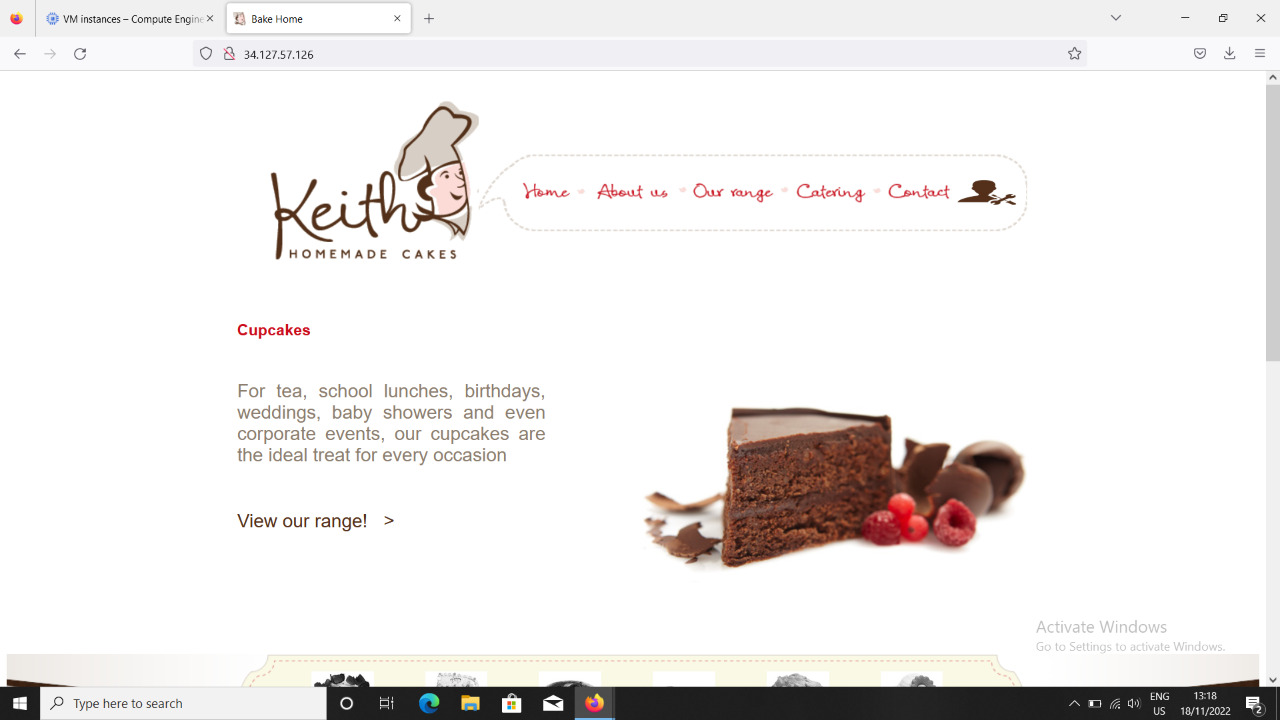 VM instances – Compute Engine
Bake Home
34.127.57.126
Keith
HOMEMADE CAKES
Home About us Our range Catering Contact
Cupcakes
For tea, school lunches, birthdays,
weddings, baby showers and even
corporate events, our cupcakes are
the ideal treat for every occasion
View our range! >
Activate Windows
Go to Settings to activate Windows.
Type here to search
ENG
US
13:18
18/11/2022
2